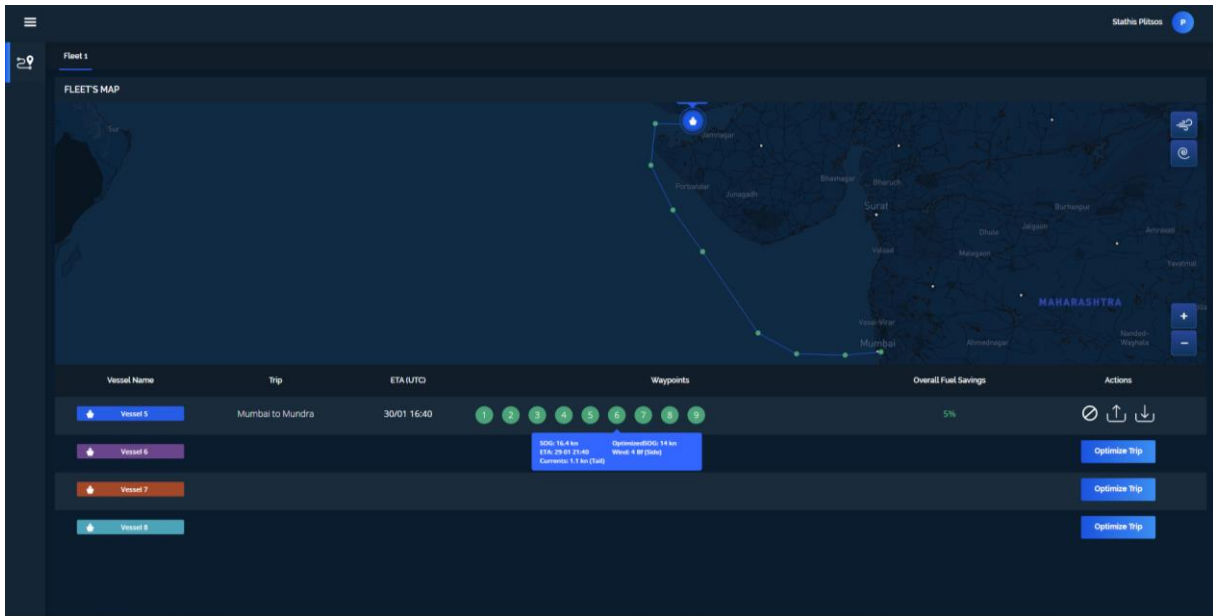 Stathis Plitsos P
Fleet 1
FLEET'S MAP
Sur
Jamnagar
Porbandar
Junagadh
Bhavnagar
Bharuch
Surat
Burhanpur
Dhule
Jalgaon
Amravati
Valsad
Malegaon
Yavatmal
MAHARASHTRA
+
Vasai-Virar
Nanded-
Waghala
Mumbai
Ahmednagar
−
Vessel Name Trip ETA (UTC) Waypoints Overall Fuel Savings Actions
Vessel 5 Mumbai to Mundra 30/01 16:40 1 2 3 4 5 6 7 8 9 5%
SOG: 16.4 kn OptimizedSOG: 14 kn
ETA: 29-01 21:40 Wind: 4 Bf (Side)
Currents: 1.1 kn (Tail)
Vessel 6 Optimize Trip
Vessel 7 Optimize Trip
Vessel 8 Optimize Trip